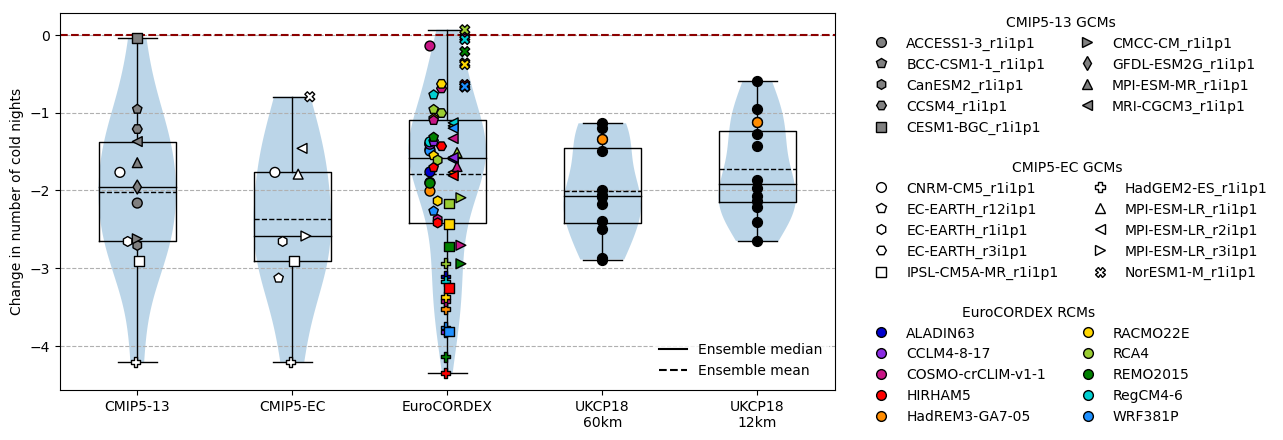 Change in number of cold nights
0
−1
−2
−3
−4
CMIP5-13
CMIP5-EC
EuroCORDEX
UKCP18
60km
UKCP18
12km
Ensemble median
Ensemble mean
CMIP5-13 GCMs
ACCESS1-3_r1i1p1
BCC-CSM1-1_r1i1p1
CanESM2_r1i1p1
CCSM4_r1i1p1
CESM1-BGC_r1i1p1
CMCC-CM_r1i1p1
GFDL-ESM2G_r1i1p1
MPI-ESM-MR_r1i1p1
MRI-CGCM3_r1i1p1
CMIP5-EC GCMs
CNRM-CM5_r1i1p1
EC-EARTH_r12i1p1
EC-EARTH_r1i1p1
EC-EARTH_r3i1p1
IPSL-CM5A-MR_r1i1p1
HadGEM2-ES_r1i1p1
MPI-ESM-LR_r1i1p1
MPI-ESM-LR_r2i1p1
MPI-ESM-LR_r3i1p1
NorESM1-M_r1i1p1
EuroCORDEX RCMs
ALADIN63
CCLM4-8-17
COSMO-crCLIM-v1-1
HIRHAM5
HadREM3-GA7-05
RACMO22E
RCA4
REMO2015
RegCM4-6
WRF381P